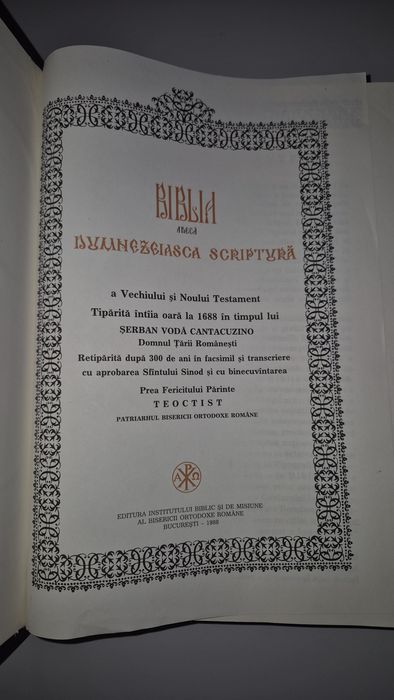 BIBLIA
ADECĂ
DUMNEZEIASCA SCRIPTURĂ
a Vechiului și Noului Testament
Tipărită întîia oară la 1688 în timpul lui
ȘERBAN VODĂ CANTACUZINO
Domnul Țării Românești
Retipărită după 300 de ani în facsimil și transcriere
cu aprobarea Sfîntului Sinod și cu binecuvîntarea
Prea Fericitului Părinte
TEOCTIST
PATRIARHUL BISERICII ORTODOXE ROMÂNE
Α Ω
EDITURA INSTITUTULUI BIBLIC ȘI DE MISIUNE
AL BISERICII ORTODOXE ROMÂNE
BUCUREȘTI - 1988